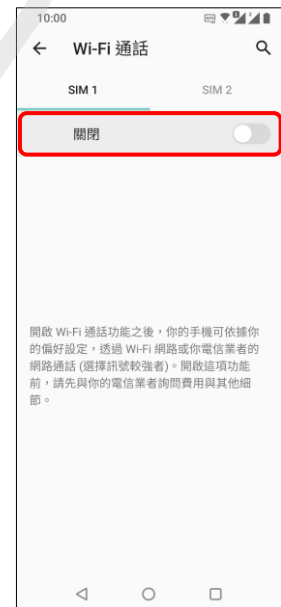 10:00
Wi-Fi 通話
SIM 1
SIM 2
關閉
開啟 Wi-Fi 通話功能之後，你的手機可依據你
的偏好設定，透過 Wi-Fi 網路或你電信業者的
網路通話 (選擇訊號較強者)。開啟這項功能
前，請先與你的電信業者詢問費用與其他細
節。